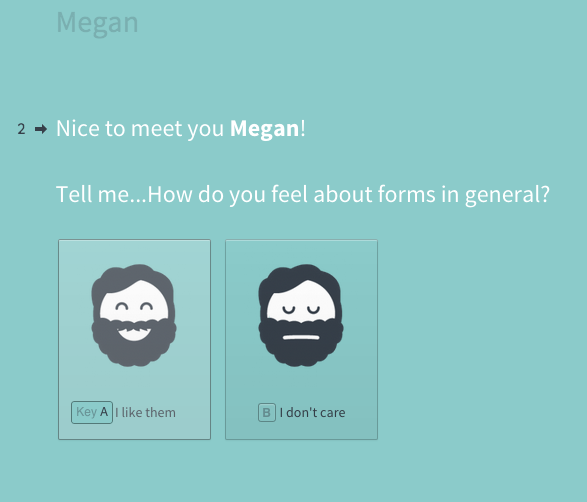 Megan
2 → Nice to meet you Megan!
Tell me...How do you feel about forms in general?
Key A I like them
B I don't care